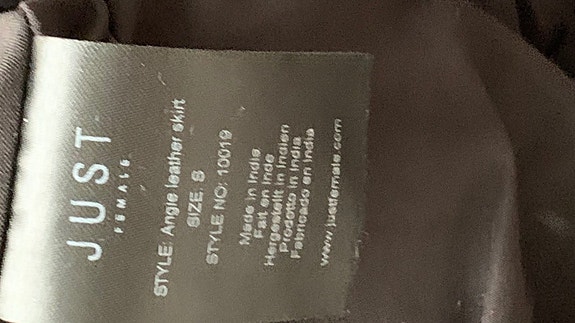 JUST
FEMALE
STYLE: Angie leather skirt
SIZE: S
STYLE NO: 10019
Made in India
Fait en Inde
Hergestellt in Indien
Prodotto in India
Fabricado en India
www.justfemale.com